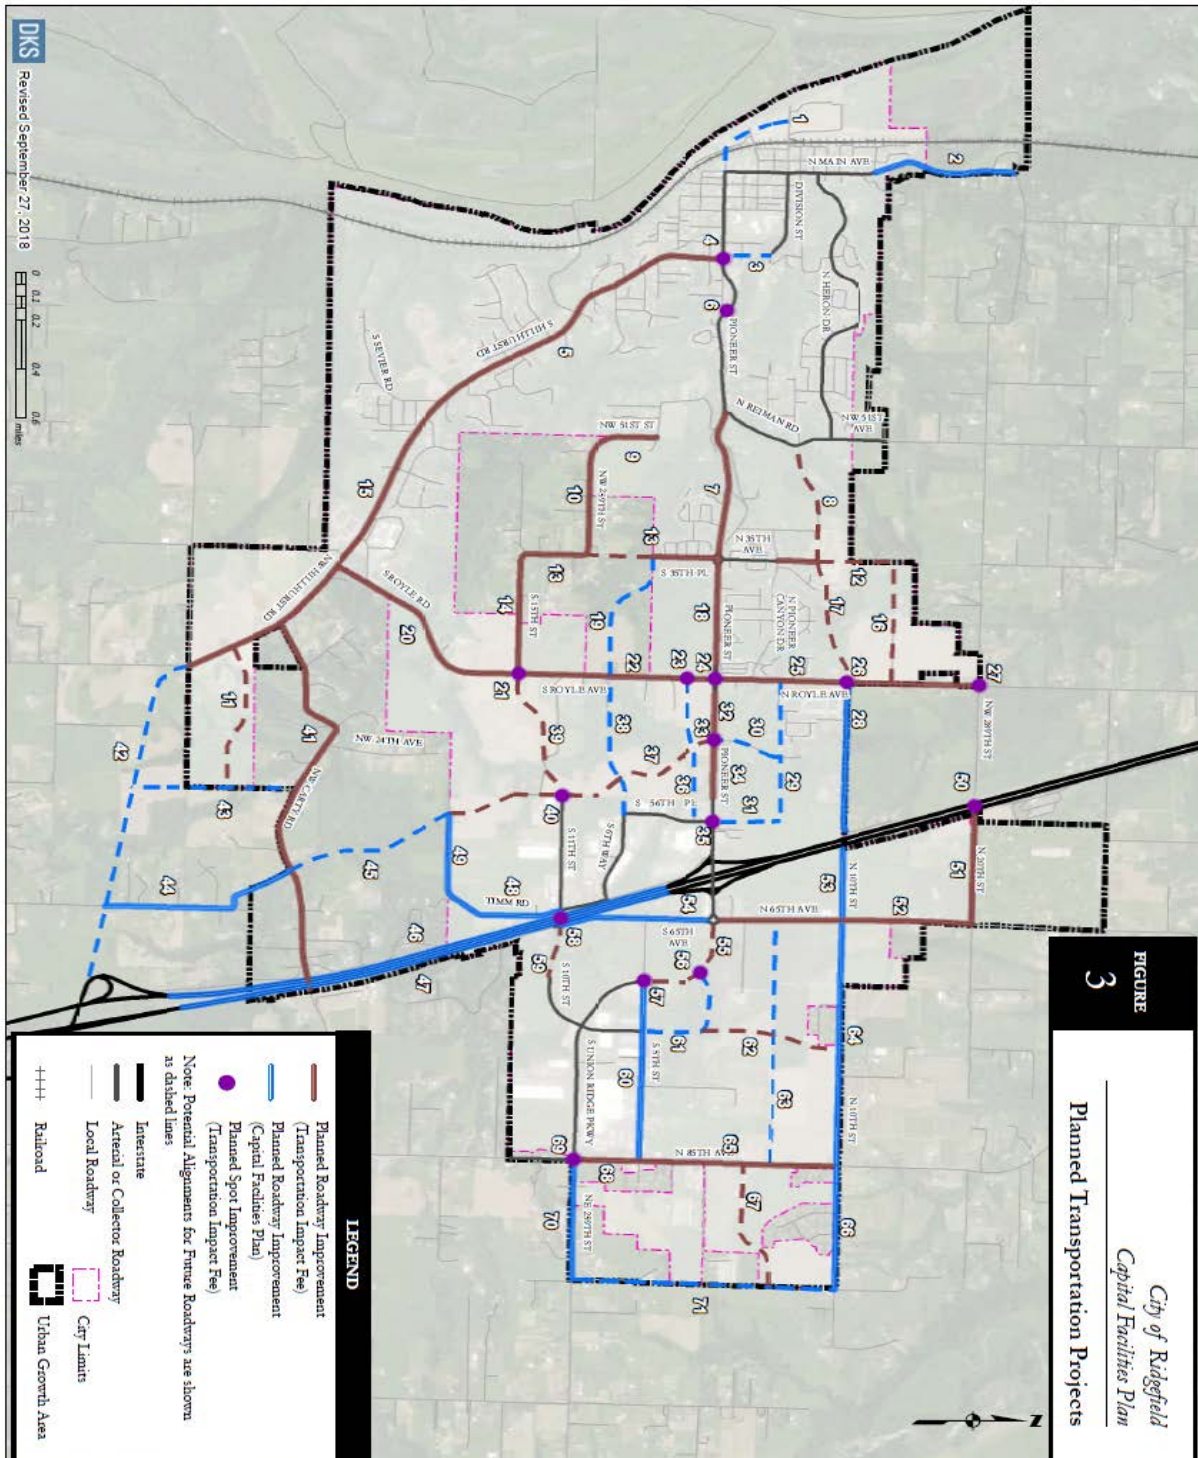 FIGURE
3
City of Ridgefield
Capital Facilities Plan
Planned Transportation Projects
N
1
N MAIN AVE
2
DIVISION ST
N HERON DR
3
4
6
PIONEER ST
5
S HILLHURST RD
S SEVIER RD
N REIMAN RD
NW 51ST AVE
NW 51ST ST
9
10
NW 289TH ST
7
8
15
13
N 35TH AVE
S 35TH PL
12
13
14
S 15TH ST
19
18
PIONEER ST
N PIONEER CANYON DR
17
16
NW HILLHURST RD
S ROYLE RD
20
21
22
S ROYLE AVE
23
24
25
N ROYLE AVE
26
27
NW 289TH ST
11
41
NW 24TH AVE
42
43
NW CARTY RD
39
38
37
36
33
32
30
28
34
PIONEER ST
31
29
40
S 56TH PL
35
50
51
N 20TH ST
44
45
49
48
S 11TH ST
S 6TH WAY
TIMM RD
46
47
54
53
N 10TH ST
N 65TH AVE
52
58
59
S 10TH ST
S 65TH AVE
55
56
57
61
62
64
60
S 5TH ST
S UNION RIDGE PKWY
63
N 10TH ST
69
65
N 85TH AVE
68
67
66
70
NE 259TH ST
71
LEGEND
Planned Roadway Improvement
(Transportation Impact Fee)
Planned Roadway Improvement
(Capital Facilities Plan)
Planned Spot Improvement
(Transportation Impact Fee)
Note: Potential Alignments for Future Roadways are shown
as dashed lines
Interstate
Arterial or Collector Roadway
Local Roadway
Railroad
City Limits
Urban Growth Area
DKS
Revised September 27, 2018
0 0.1 0.2 0.4 0.6
miles